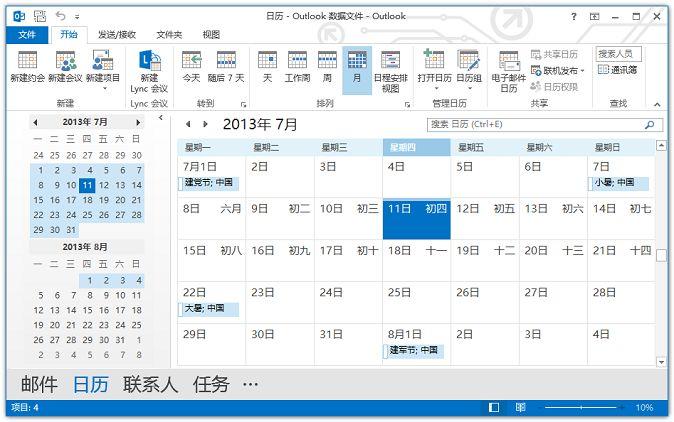 日历 - Outlook 数据文件 - Outlook
文件 开始 发送/接收 文件夹 视图
新建约会 新建会议 新建项目 新建 Lync 会议 今天 随后 7 天 天 工作周 周 月 日程安排视图 打开日历 日历组 电子邮件日历 共享日历 联机发布 日历权限 搜索人员 通讯簿
新建 Lync 会议 转到 排列 管理日历 共享 查找
2013年 7月
一 二 三 四 五 六 日
24 25 26 27 28 29 30
1 2 3 4 5 6 7
8 9 10 11 12 13 14
15 16 17 18 19 20 21
22 23 24 25 26 27 28
29 30 31
2013年 8月
一 二 三 四 五 六 日
1 2 3 4
5 6 7 8 9 10 11
12 13 14 15 16 17 18
19 20 21 22 23 24 25
26 27 28 29 30 31 1
2 3 4 5 6 7 8
2013年 7月 搜索 日历 (Ctrl+E)
星期一 星期二 星期三 星期四 星期五 星期六 星期日
7月1日 2日 3日 4日 5日 6日 7日
建党节; 中国 小暑; 中国
8日 六月 9日 初二 10日 初三 11日 初四 12日 初五 13日 初六 14日 初七
15日 初八 16日 初九 17日 初十 18日 十一 19日 十二 20日 十三 21日 十四
22日 23日 24日 25日 26日 27日 28日
大暑; 中国
29日 30日 31日 8月1日 2日 3日 4日
建军节; 中国
邮件 日历 联系人 任务 ···
项目: 4 10%